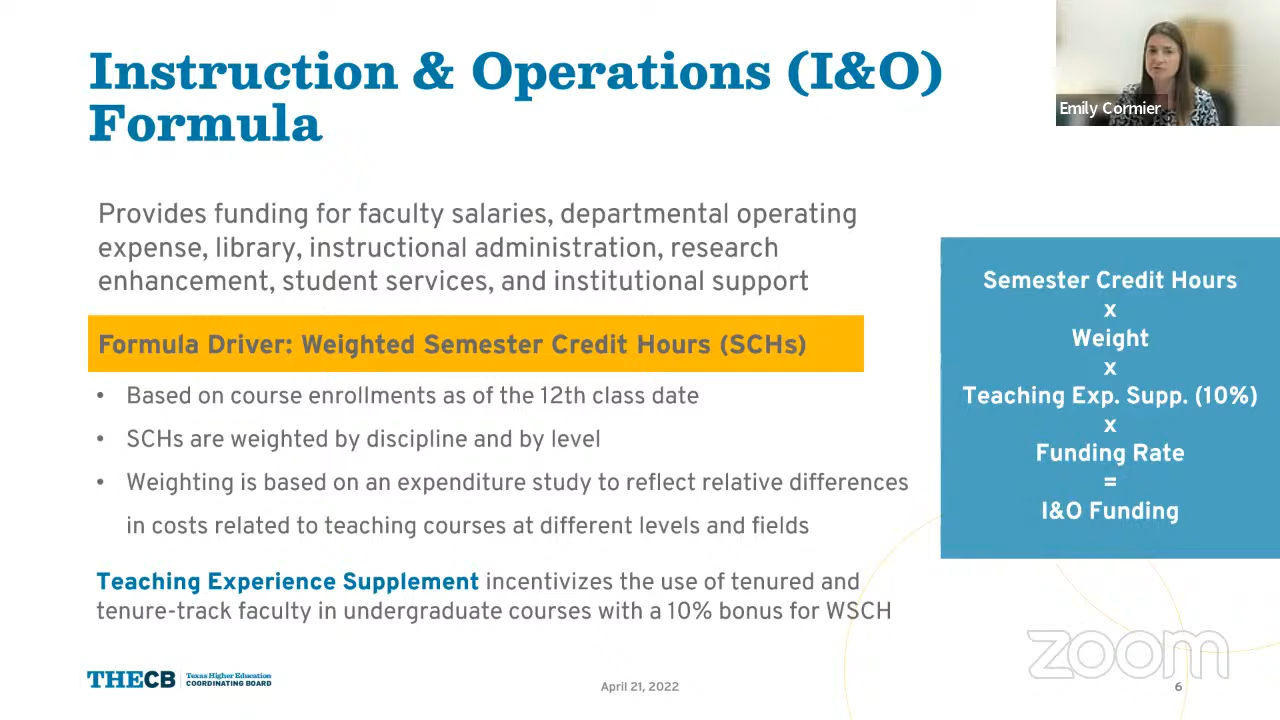 Instruction & Operations (I&O)
Formula
Emily Cormier
Provides funding for faculty salaries, departmental operating
expense, library, instructional administration, research
enhancement, student services, and institutional support
Formula Driver: Weighted Semester Credit Hours (SCHs)
• Based on course enrollments as of the 12th class date
• SCHs are weighted by discipline and by level
• Weighting is based on an expenditure study to reflect relative differences
in costs related to teaching courses at different levels and fields
Teaching Experience Supplement incentivizes the use of tenured and
tenure-track faculty in undergraduate courses with a 10% bonus for WSCH
Semester Credit Hours
x
Weight
x
Teaching Exp. Supp. (10%)
x
Funding Rate
=
I&O Funding
zoom
THECB
Texas Higher Education
COORDINATING BOARD
April 21, 2022
6